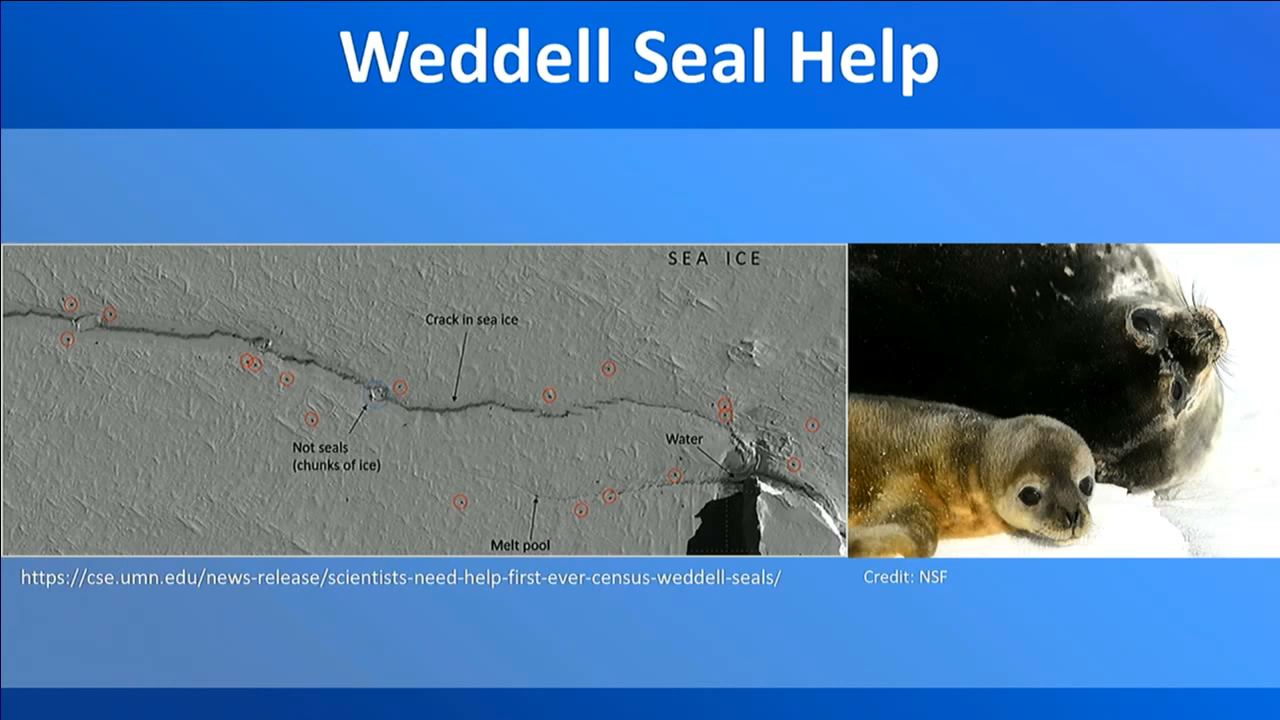 Weddell Seal Help
SEA ICE
Crack in sea ice
Not seals
(chunks of ice)
Water
Melt pool
https://cse.umn.edu/news-release/scientists-need-help-first-ever-census-weddell-seals/
Credit: NSF